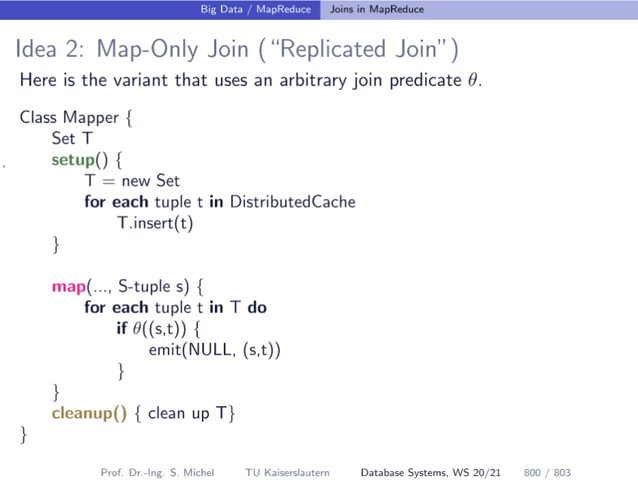 Big Data / MapReduce Joins in MapReduce
Idea 2: Map-Only Join (“Replicated Join”)
Here is the variant that uses an arbitrary join predicate θ.
Class Mapper {
Set T
setup() {
T = new Set
for each tuple t in DistributedCache
T.insert(t)
}
map(..., S-tuple s) {
for each tuple t in T do
if θ((s,t)) {
emit(NULL, (s,t))
}
}
cleanup() { clean up T}
}
Prof. Dr.-Ing. S. Michel TU Kaiserslautern Database Systems, WS 20/21 800 / 803